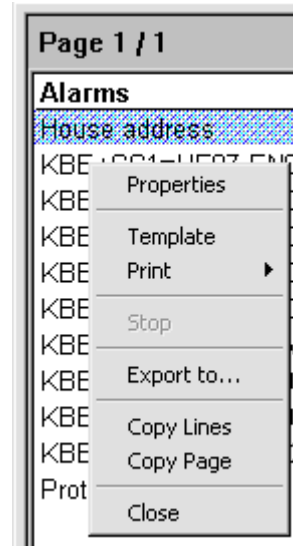 Page 1 / 1
Alarms
House address
KBE
KBE
KBE
KBE
KBE
KBE
KBE
KBE
KBE
Prot
Properties
Template
Print
Stop
Export to...
Copy Lines
Copy Page
Close